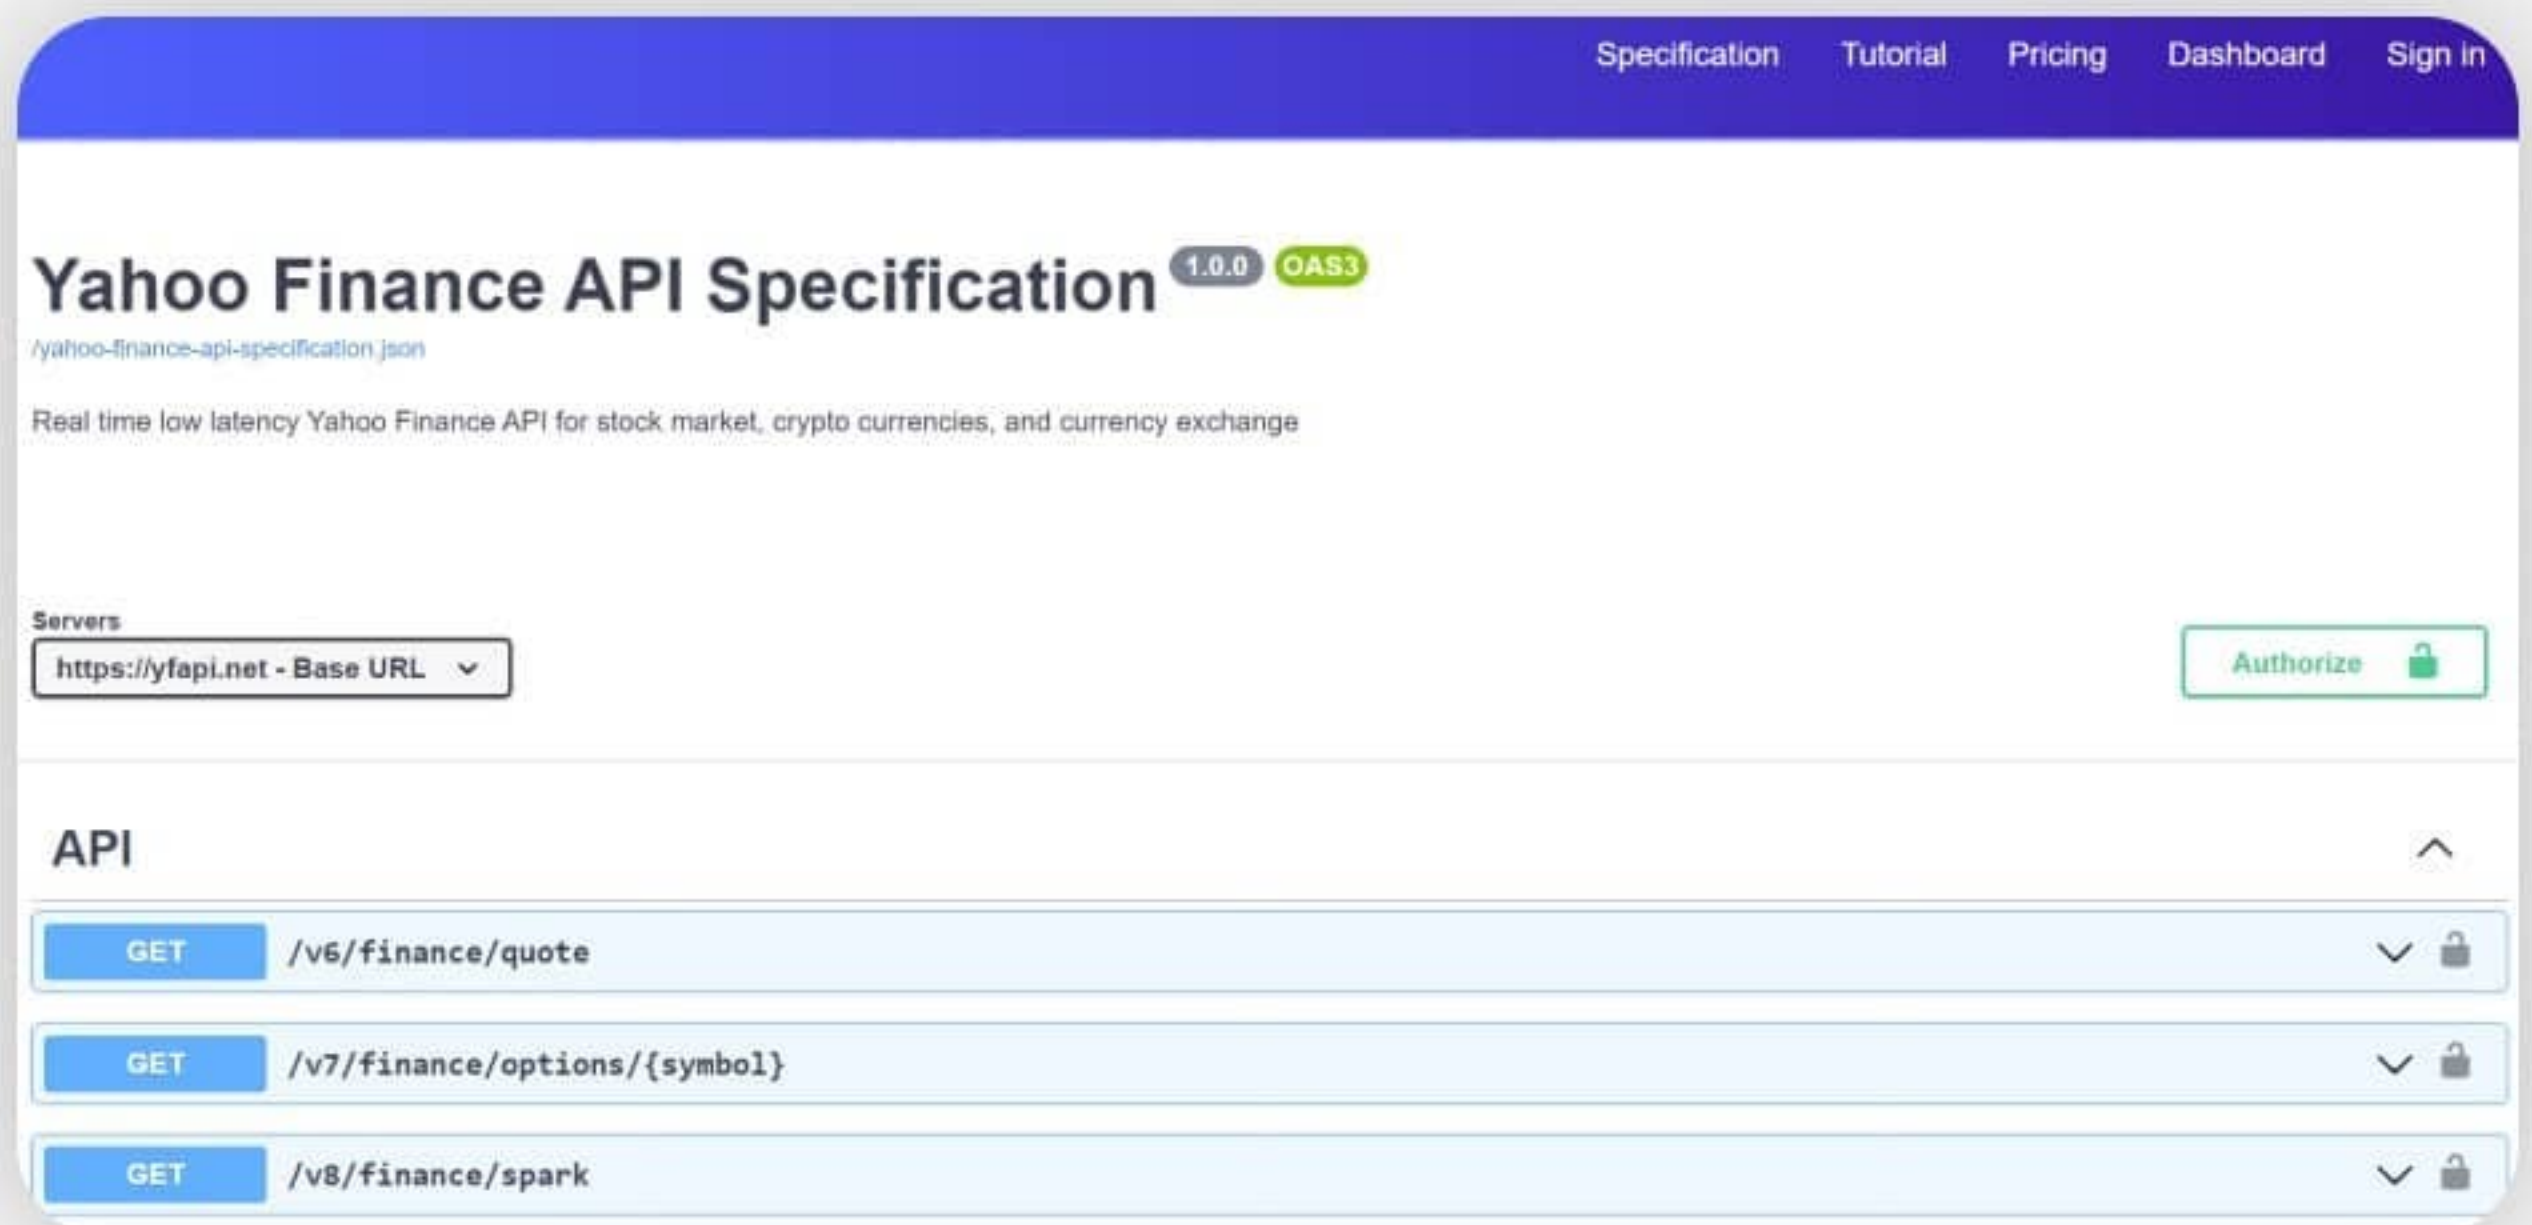 Specification Tutorial Pricing Dashboard Sign in
Yahoo Finance API Specification 1.0.0 OAS3
/yahoo-finance-api-specification.json
Real time low latency Yahoo Finance API for stock market, crypto currencies, and currency exchange
Servers
https://yfapi.net - Base URL
Authorize
API
GET /v6/finance/quote
GET /v7/finance/options/{symbol}
GET /v8/finance/spark